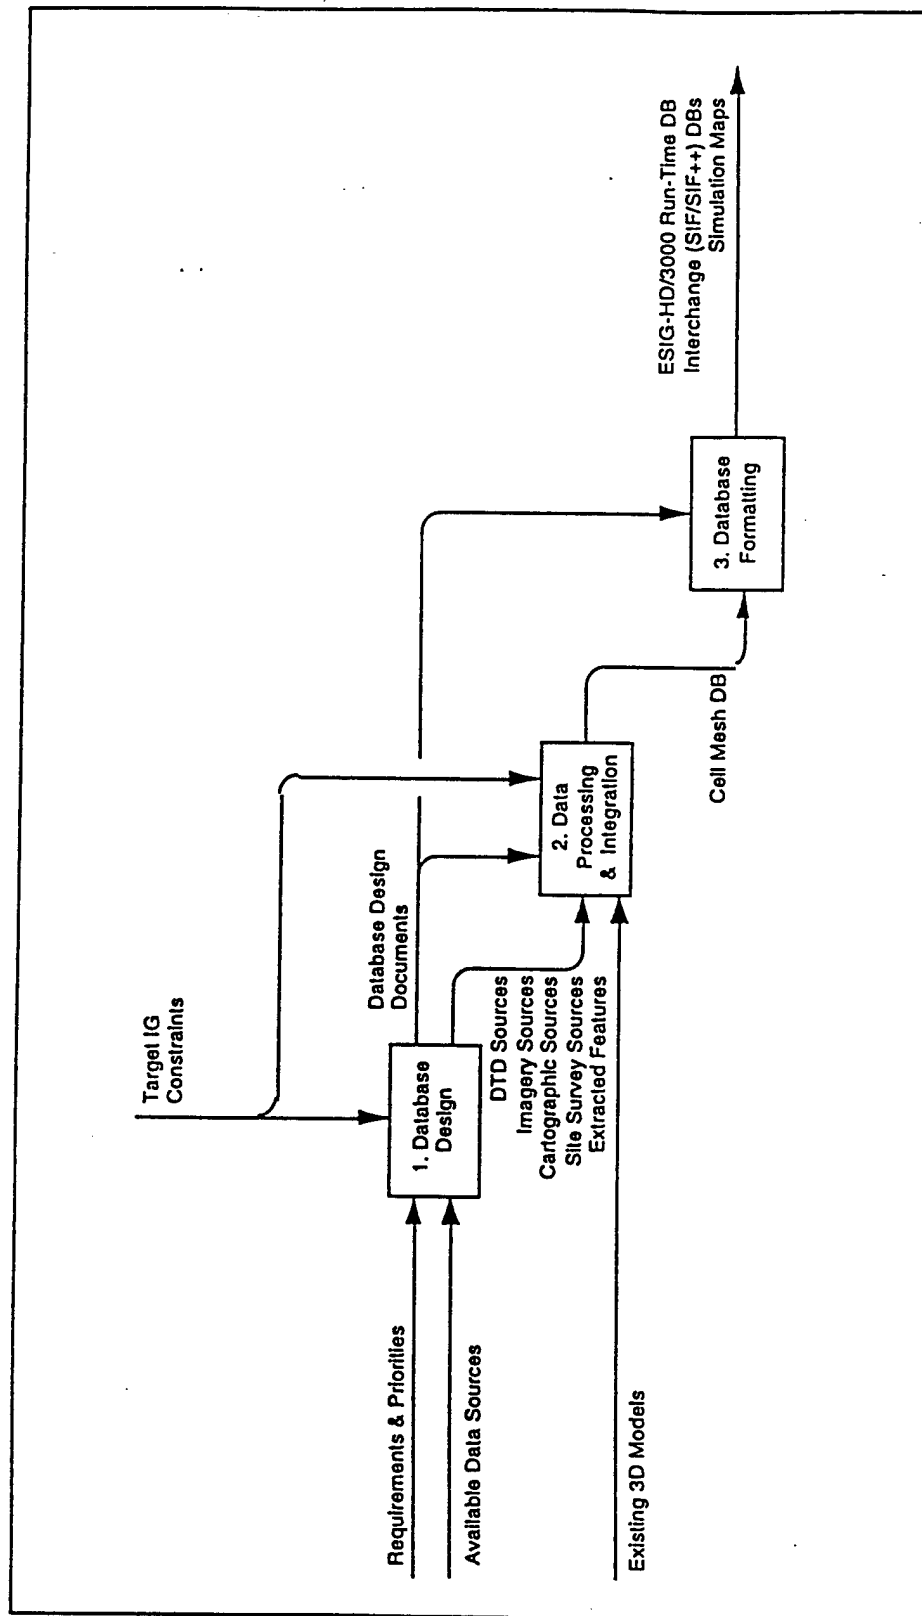 Target IG
Constraints
Requirements & Priorities
Available Data Sources
1. Database
Design
Database Design
Documents
DTD Sources
Imagery Sources
Cartographic Sources
Site Survey Sources
Extracted Features
Existing 3D Models
2. Data
Processing
& Integration
Cell Mesh DB
3. Database
Formatting
ESIG-HD/3000 Run-Time DB
Interchange (SIF/SIF++) DBs
Simulation Maps